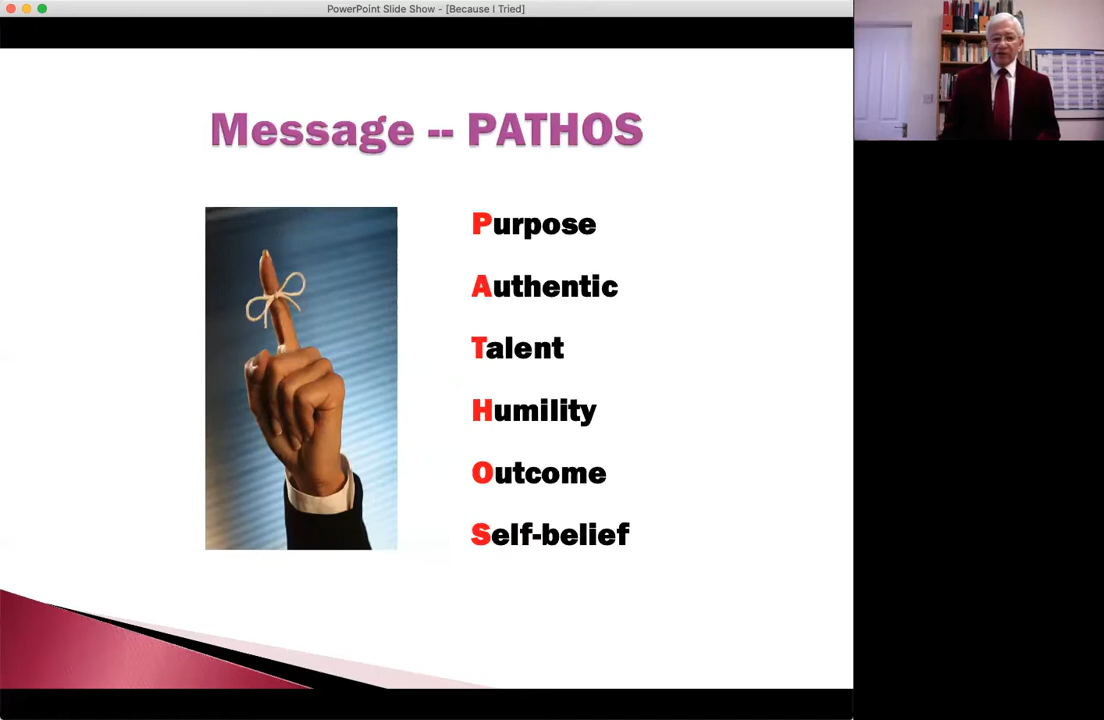 PowerPoint Slide Show - [Because I Tried]
Message -- PATHOS
Purpose
Authentic
Talent
Humility
Outcome
Self-belief